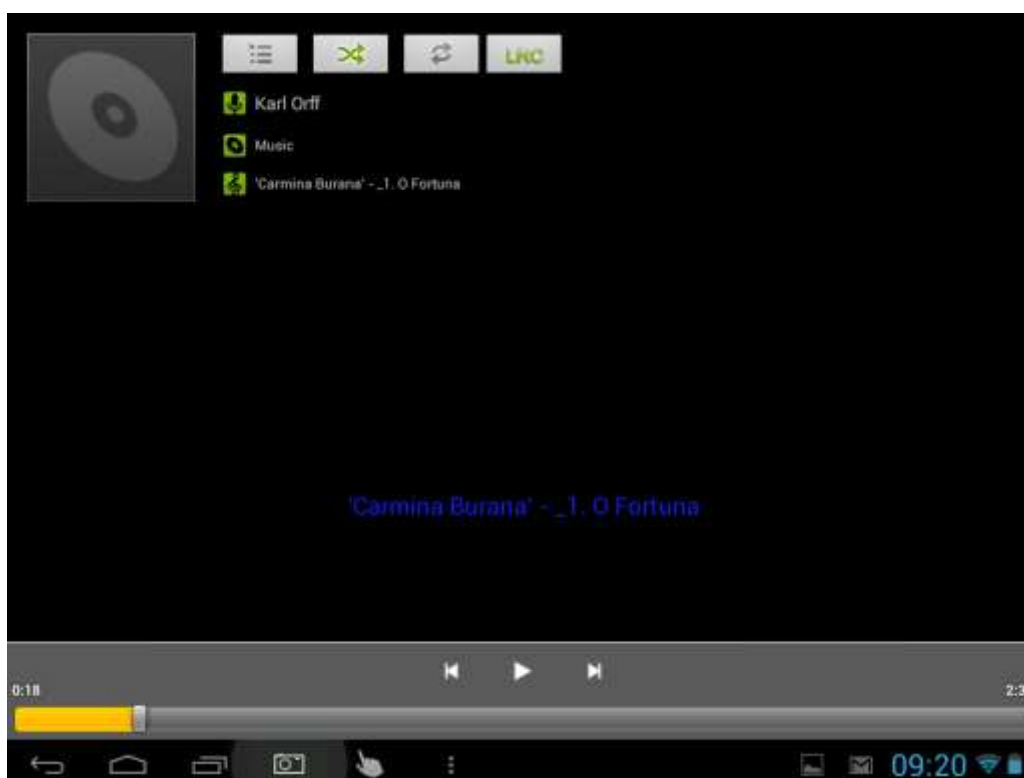 LRC
Karl Orff
Music
'Carmina Burana' - _1. O Fortuna
'Carmina Burana' - _1. O Fortuna
0:18
09:20